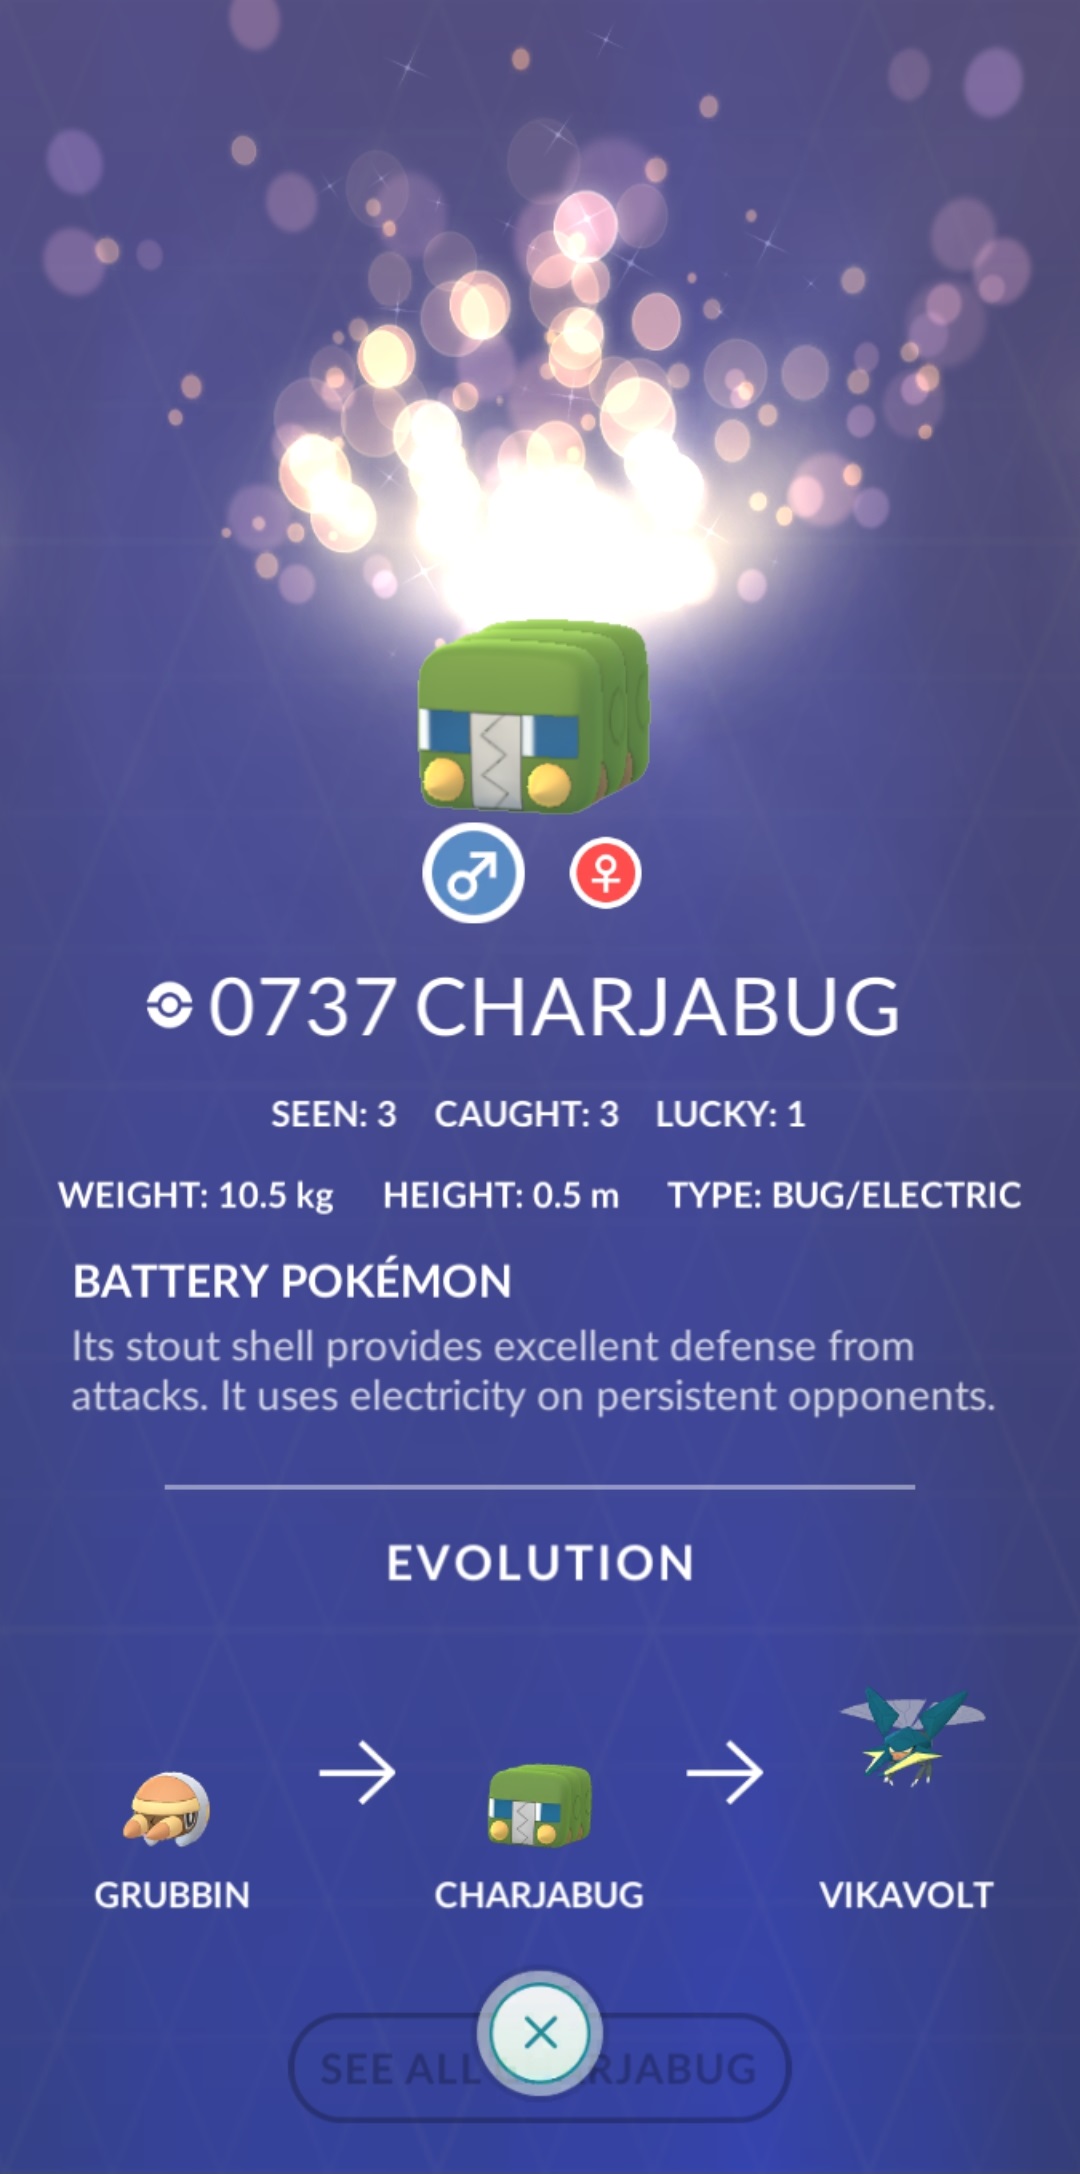 0737 CHARJABUG
SEEN: 3 CAUGHT: 3 LUCKY: 1
WEIGHT: 10.5 kg HEIGHT: 0.5 m TYPE: BUG/ELECTRIC
BATTERY POKÉMON
Its stout shell provides excellent defense from
attacks. It uses electricity on persistent opponents.
EVOLUTION
GRUBBIN CHARJABUG VIKAVOLT
SEE ALL